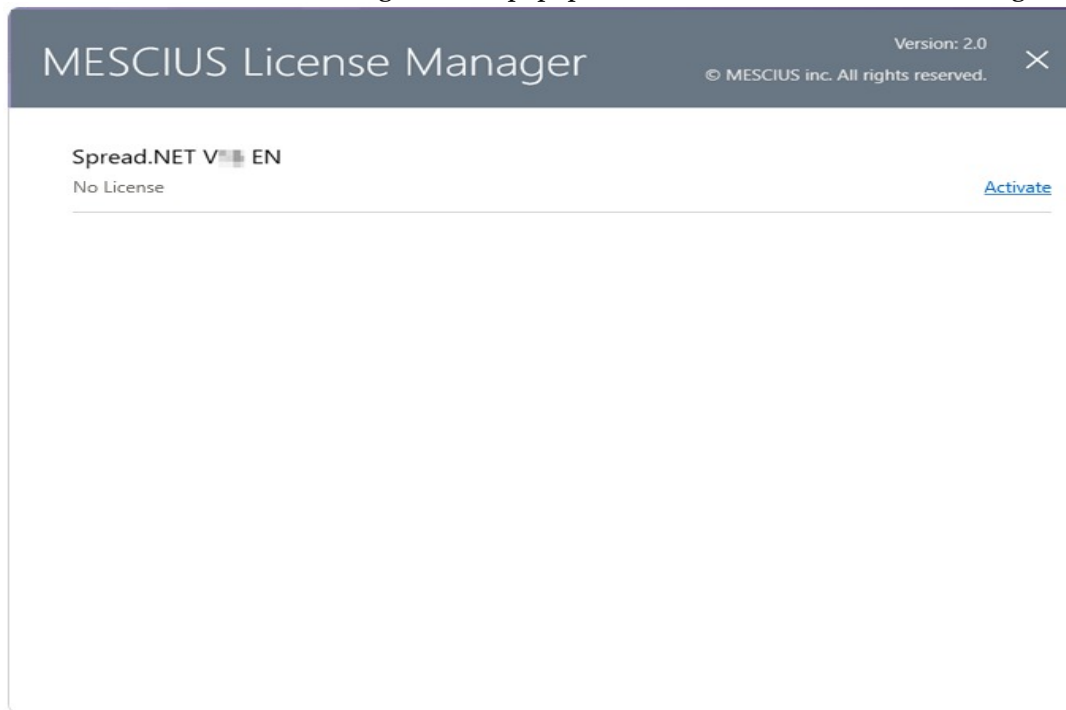 MESCIUS License Manager
Version: 2.0
© MESCIUS inc. All rights reserved.
Spread.NET V EN
No License
Activate